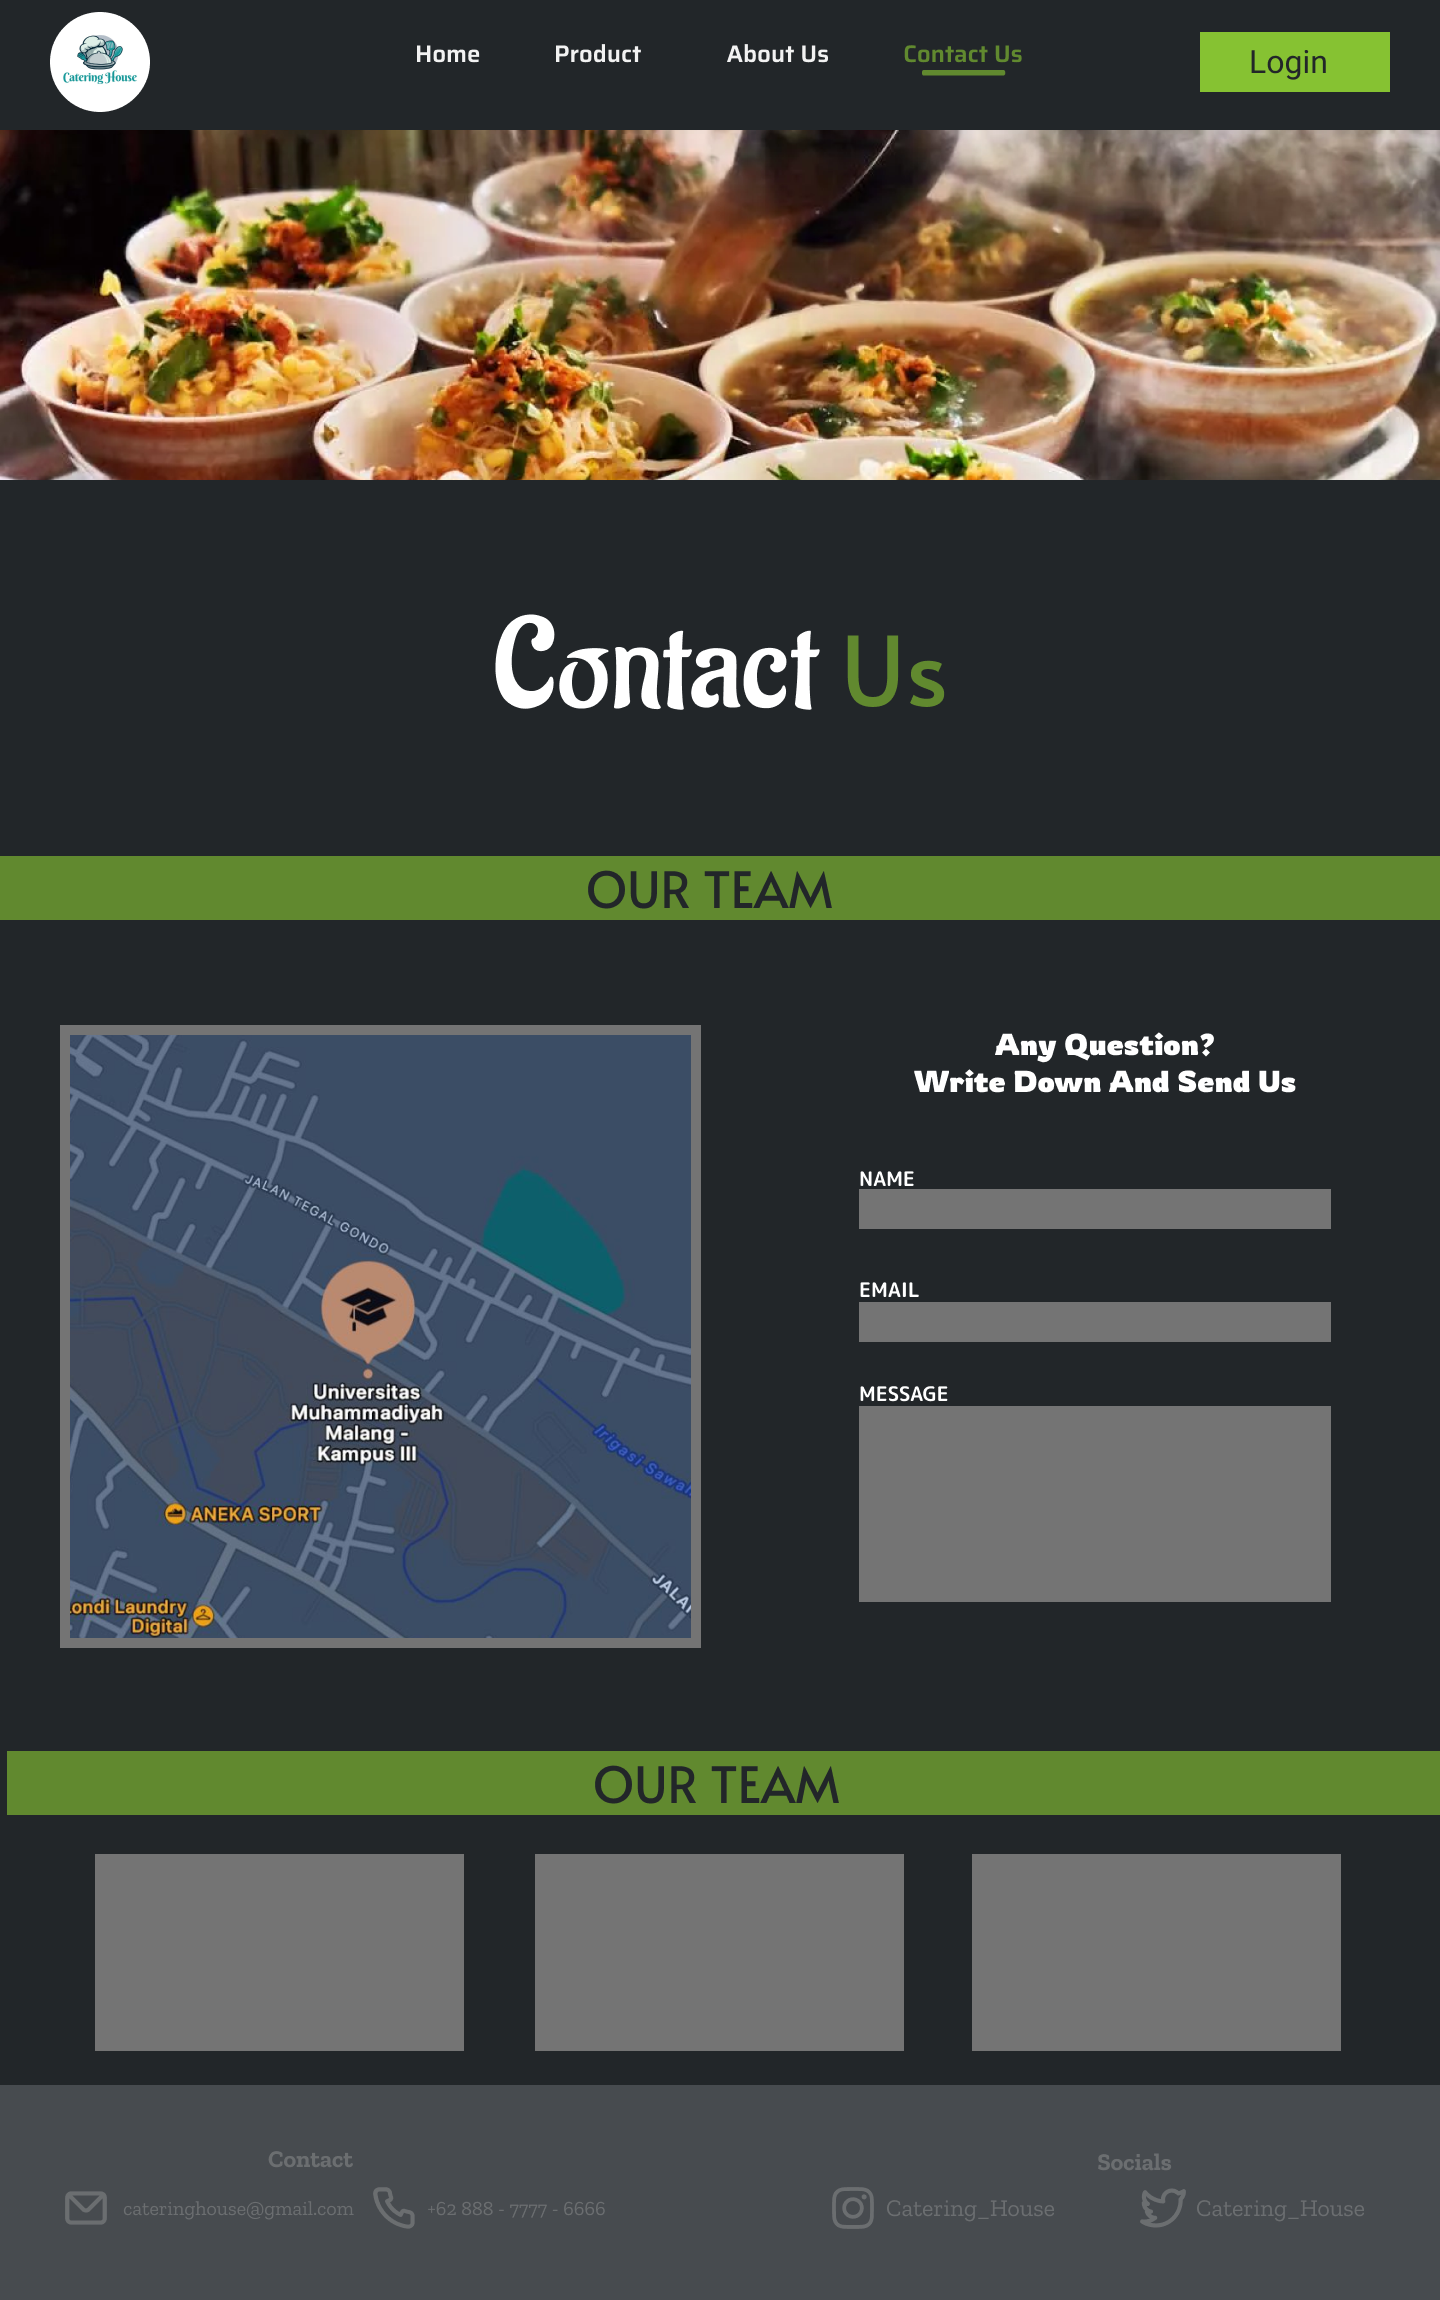 Catering House
Home
Product
About Us
Contact Us
Login
Contact Us
OUR TEAM
JALAN TEGAL GONDO
Universitas
Muhammadiyah
Malang -
Kampus III
Irigasi Sawah
ANEKA SPORT
ondi Laundry
Digital
Any Question?
Write Down And Send Us
NAME
EMAIL
MESSAGE
OUR TEAM
Contact
cateringhouse@gmail.com
+62 888 - 7777 - 6666
Socials
Catering_House
Catering_House